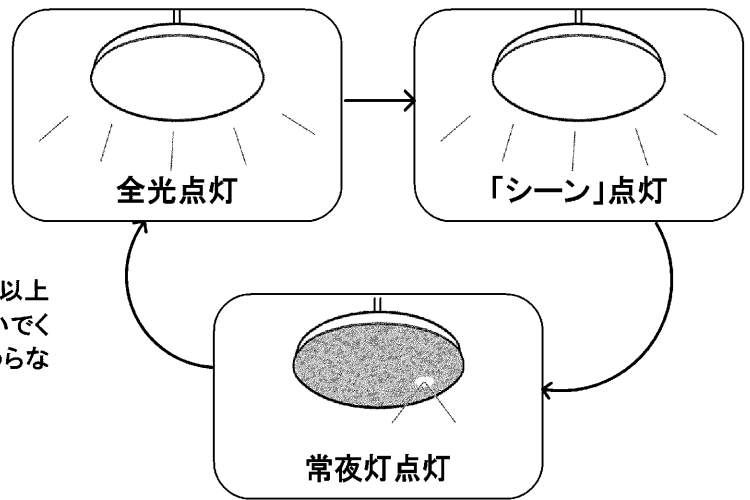 全光点灯
「シーン」点灯
以上
いでく
らな
常夜灯点灯